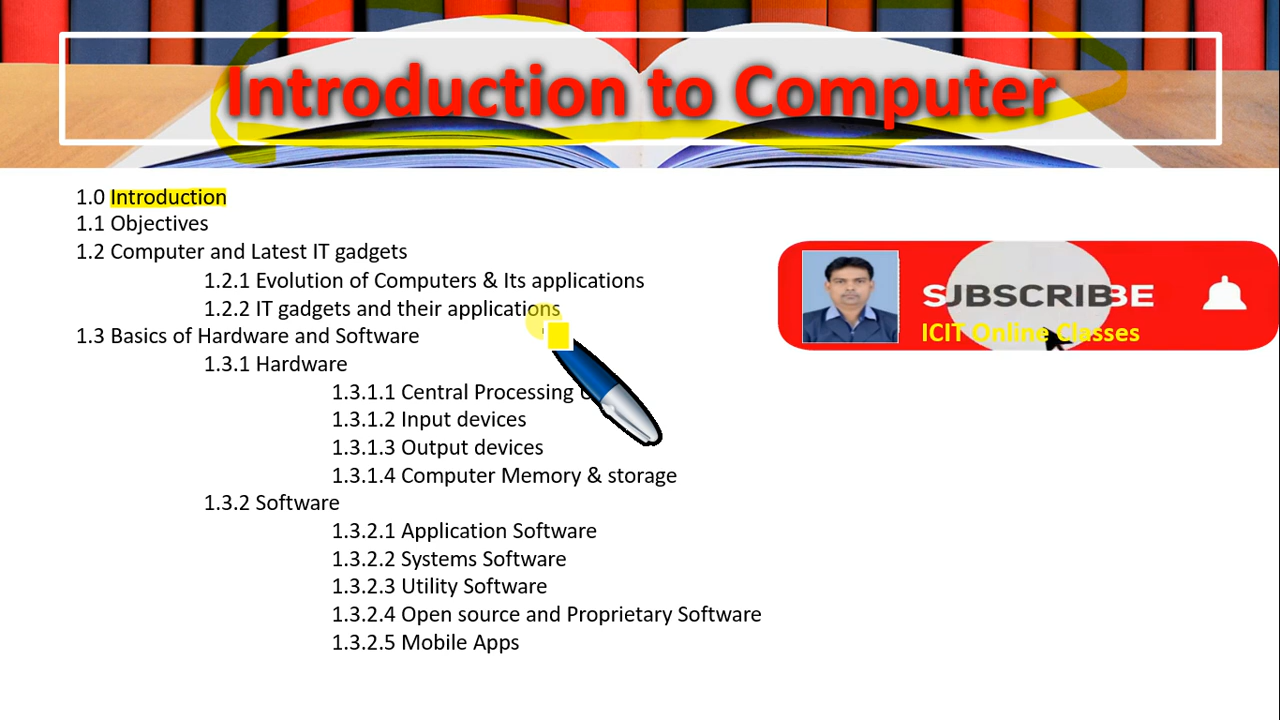 Introduction to Computer
1.0 Introduction
1.1 Objectives
1.2 Computer and Latest IT gadgets
1.2.1 Evolution of Computers & Its applications
1.2.2 IT gadgets and their applications
1.3 Basics of Hardware and Software
1.3.1 Hardware
1.3.1.1 Central Processing
1.3.1.2 Input devices
1.3.1.3 Output devices
1.3.1.4 Computer Memory & storage
1.3.2 Software
1.3.2.1 Application Software
1.3.2.2 Systems Software
1.3.2.3 Utility Software
1.3.2.4 Open source and Proprietary Software
1.3.2.5 Mobile Apps
SUBSCRIBE
ICIT Online Classes